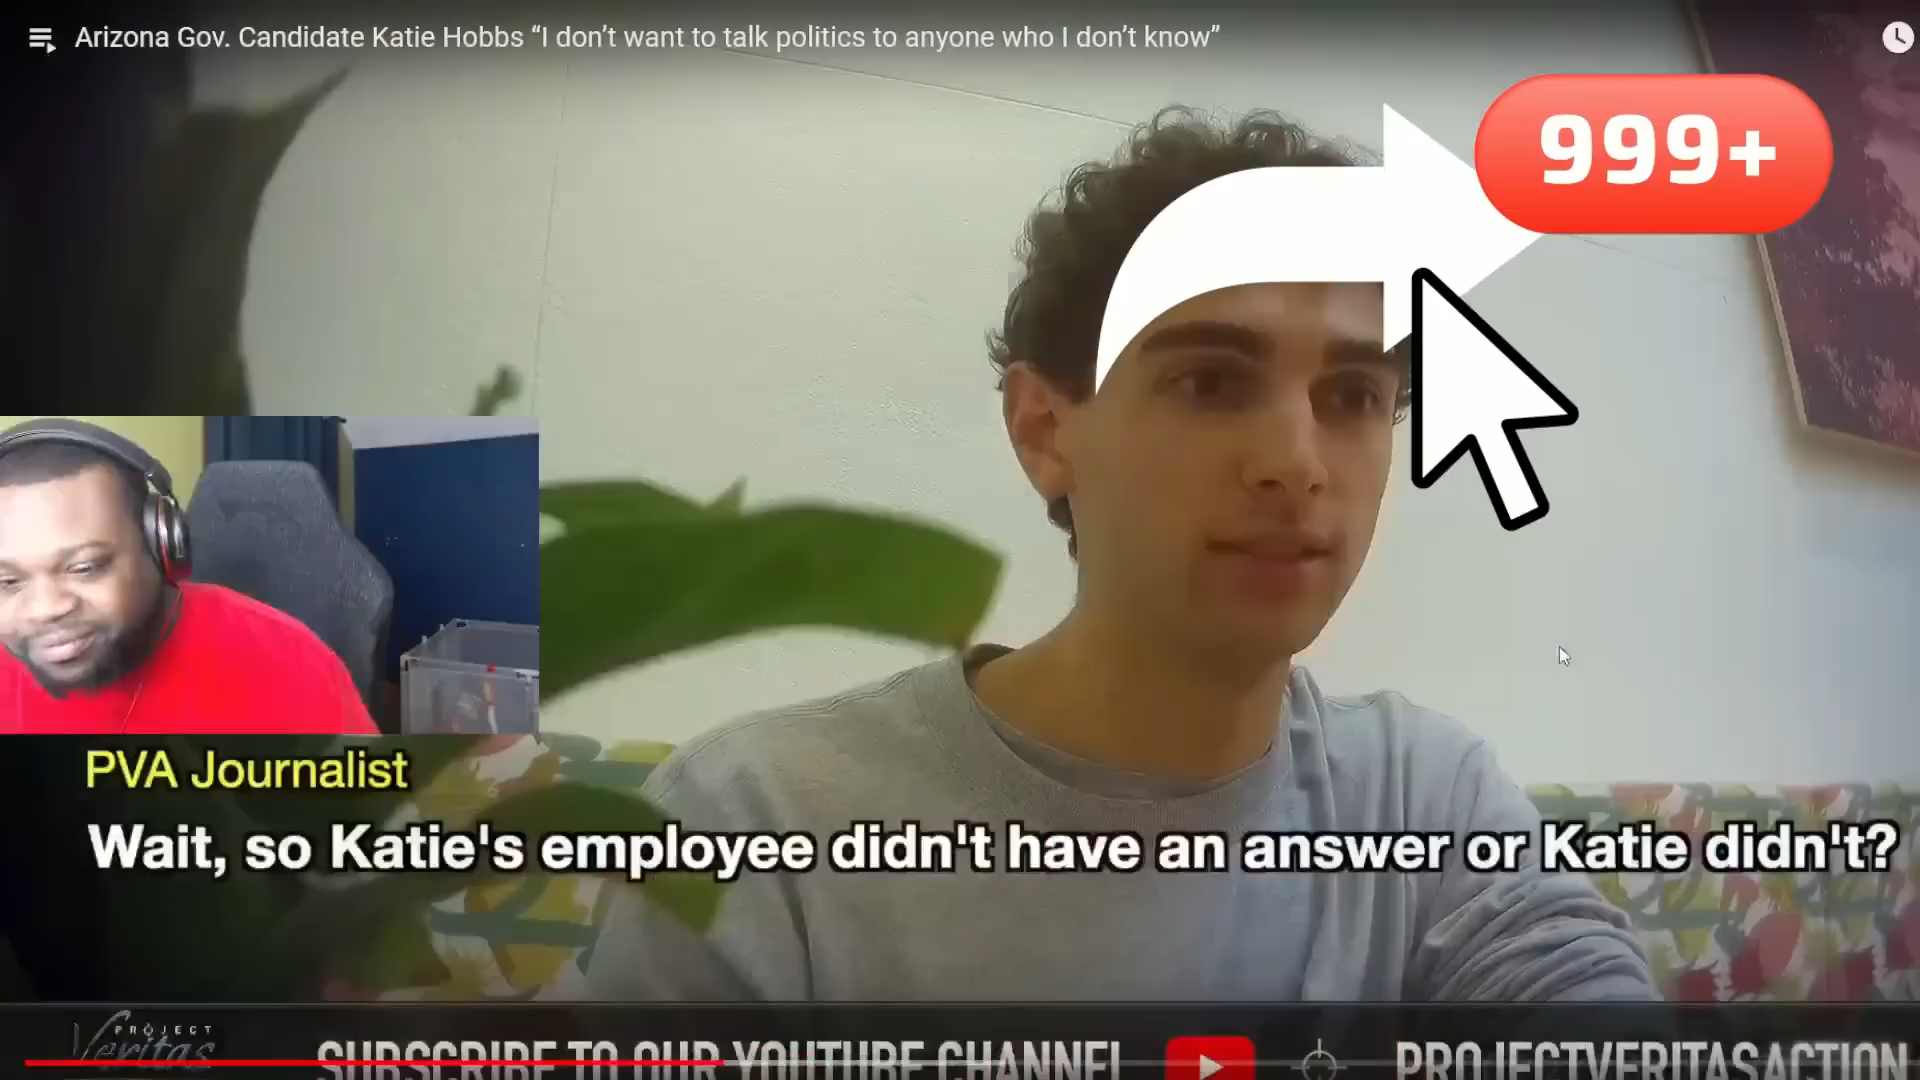 Arizona Gov. Candidate Katie Hobbs “I don’t want to talk politics to anyone who I don’t know”
999+
PVA Journalist
Wait, so Katie's employee didn't have an answer or Katie didn't?
PROJECT
Veritas
SUBSCRIBE TO OUR YOUTUBE CHANNEL
PROJECTVERITASACTION